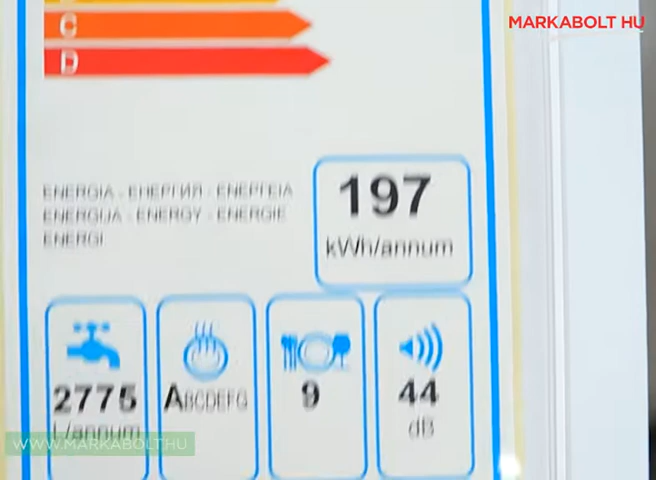 MARKABOLT HU
C
D
ENERGIA · ЕНЕРГИЯ · ΕΝΕΡΓΕΙΑ
ENERGIJA · ENERGY · ENERGIE
ENERGI
197
kWh/annum
2775
L/annum
ABCDEFG
9
44
dB
WWW.MARKABOLT.HU